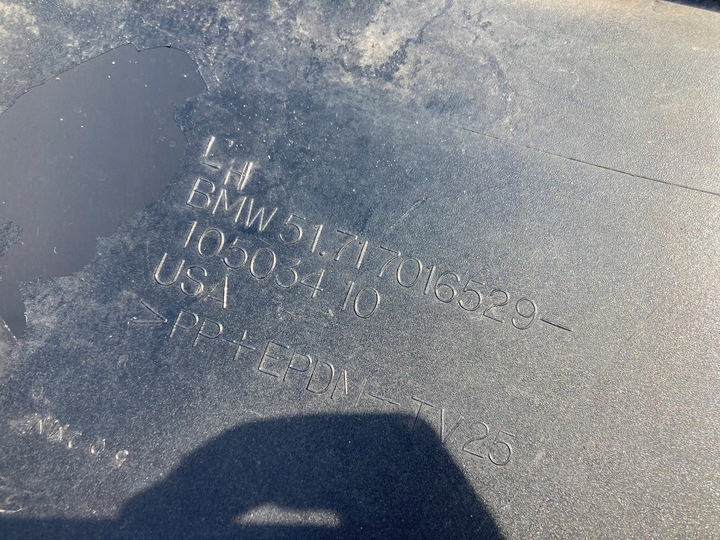 LH
BMW 51.717016529-
105034 10
USA
>PP+EPDM-TV25